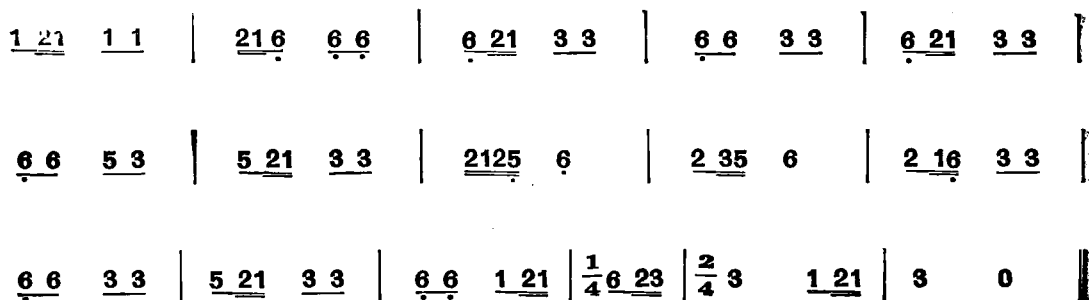 1 21 1 1 | 216̣ 6̣ 6̣ | 6̣ 21 3 3 | 6̣ 6 3 3 | 6̣ 21 3 3 |
6̣ 6 5 3 | 5 21 3 3 | 2125̣ 6̣ | 2 35 6 | 2 16̣ 3 3 |
6̣ 6 3 3 | 5 21 3 3 | 6̣ 6̣ 1 21 | 1/4 6 23 | 2/4 3 1 21 | 3 0 ‖